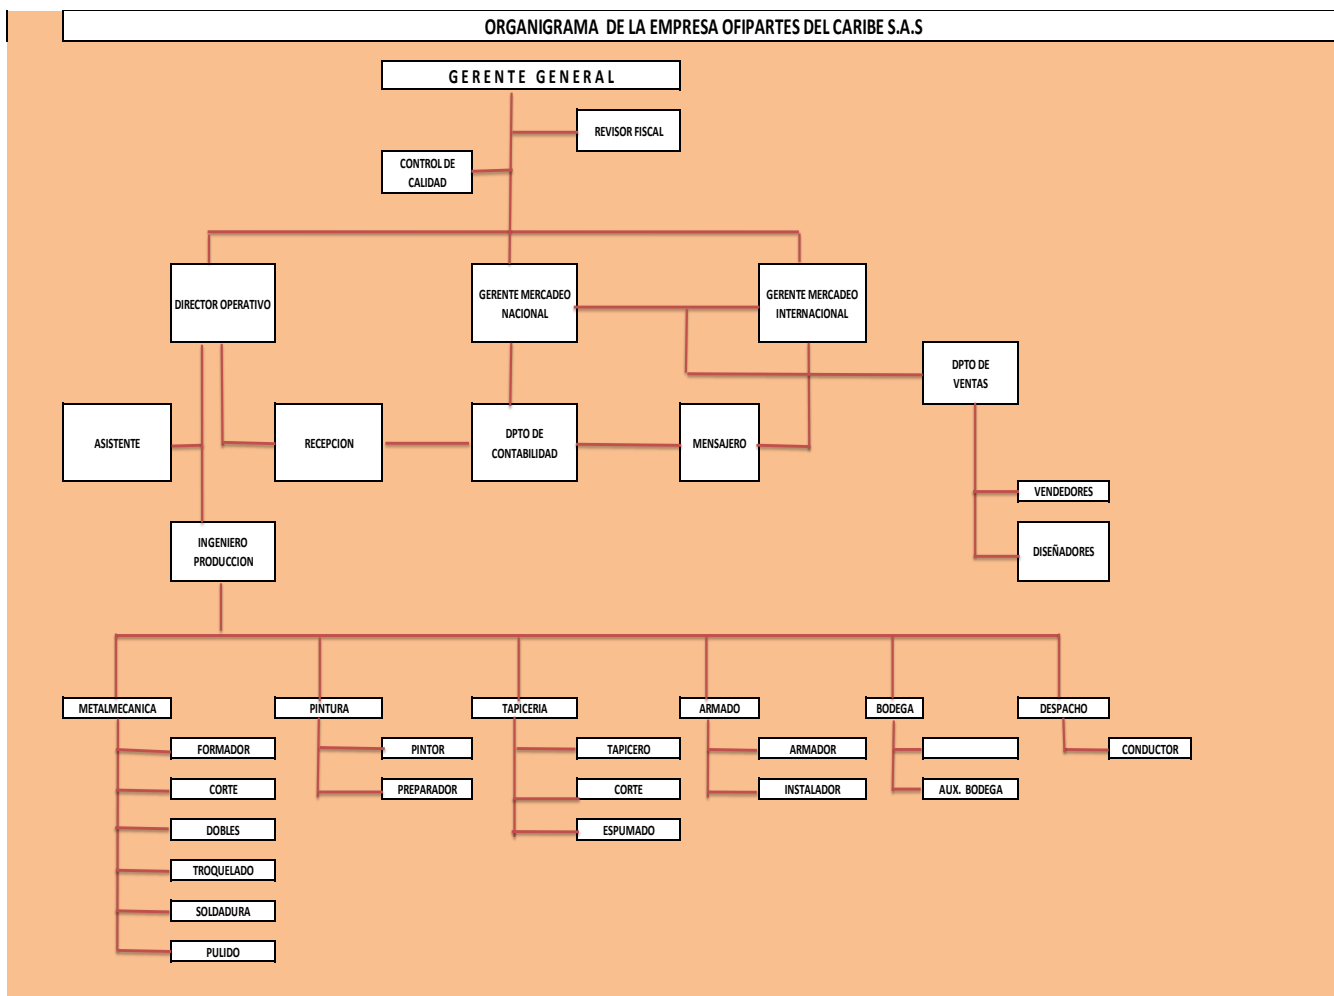 ORGANIGRAMA DE LA EMPRESA OFIPARTES DEL CARIBE S.A.S
GERENTE GENERAL
REVISOR FISCAL
CONTROL DE
CALIDAD
DIRECTOR OPERATIVO
GERENTE MERCADEO
NACIONAL
GERENTE MERCADEO
INTERNACIONAL
DPTO DE
VENTAS
ASISTENTE
RECEPCION
DPTO DE
CONTABILIDAD
MENSAJERO
VENDEDORES
INGENIERO
PRODUCCION
DISEÑADORES
METALMECANICA
PINTURA
TAPICERIA
ARMADO
BODEGA
DESPACHO
FORMADOR
PINTOR
TAPICERO
ARMADOR
CONDUCTOR
CORTE
PREPARADOR
CORTE
INSTALADOR
AUX. BODEGA
DOBLES
ESPUMADO
TROQUELADO
SOLDADURA
PULIDO